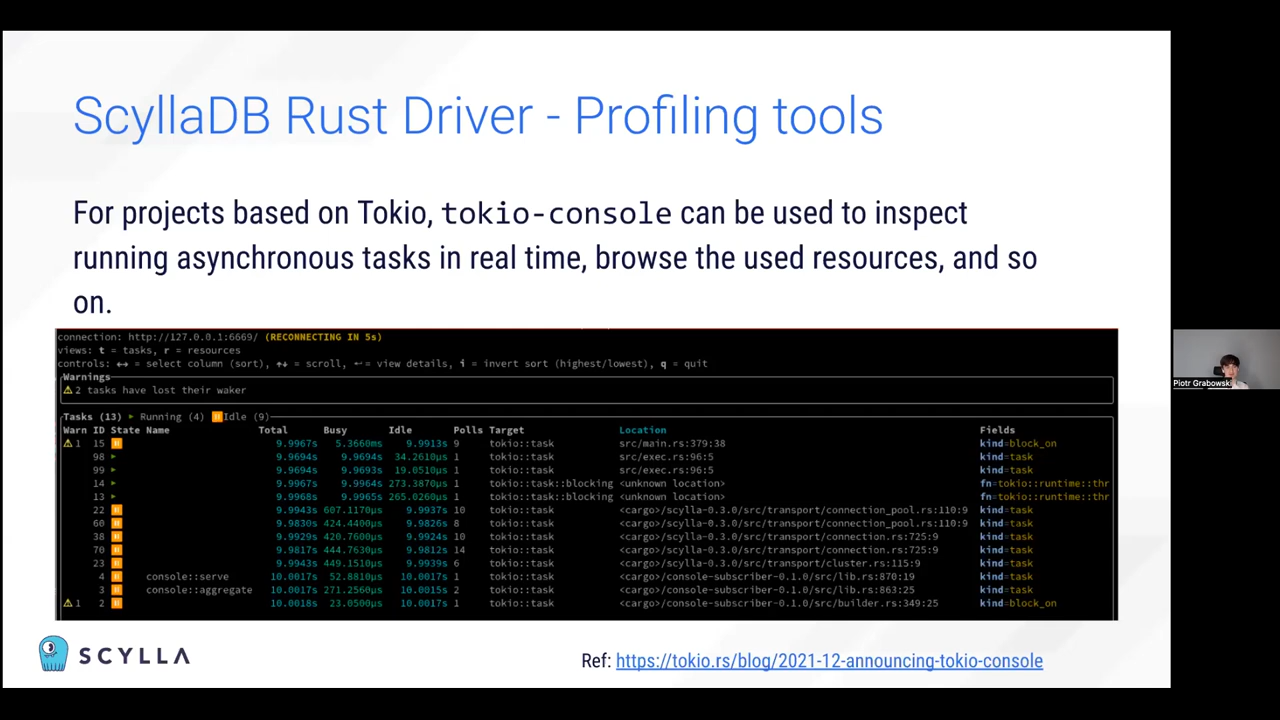 ScyllaDB Rust Driver - Profiling tools
For projects based on Tokio, tokio-console can be used to inspect
running asynchronous tasks in real time, browse the used resources, and so
on.
connection: http://127.0.0.1:6669/ (RECONNECTING IN 5s)
views: t = tasks, r = resources
controls: ↔ = select column (sort), ↑↓ = scroll, ↵ = view details, i = invert sort (highest/lowest), q = quit
Warnings
⚠ 2 tasks have lost their waker
Tasks (13) ▶ Running (4) ⏸ Idle (9)
Warn ID State Name Total Busy Idle Polls Target Location Fields
⚠ 1 15 ⏸ 9.9967s 5.3660ms 9.9913s 9 tokio::task src/main.rs:379:38 kind=block_on
98 ▶ 9.9694s 9.9694s 34.2610µs 1 tokio::task src/exec.rs:96:5 kind=task
99 ▶ 9.9694s 9.9693s 19.0510µs 1 tokio::task src/exec.rs:96:5 kind=task
14 ▶ 9.9967s 9.9964s 273.3870µs 1 tokio::task::blocking <unknown location> fn=tokio::runtime::thr
13 ▶ 9.9968s 9.9965s 265.0260µs 1 tokio::task::blocking <unknown location> fn=tokio::runtime::thr
22 ⏸ 9.9943s 607.1170µs 9.9937s 10 tokio::task <cargo>/scylla-0.3.0/src/transport/connection_pool.rs:110:9 kind=task
60 ⏸ 9.9830s 424.4400µs 9.9826s 8 tokio::task <cargo>/scylla-0.3.0/src/transport/connection_pool.rs:110:9 kind=task
38 ⏸ 9.9929s 420.7600µs 9.9924s 10 tokio::task <cargo>/scylla-0.3.0/src/transport/connection.rs:725:9 kind=task
70 ⏸ 9.9817s 444.7630µs 9.9812s 14 tokio::task <cargo>/scylla-0.3.0/src/transport/connection.rs:725:9 kind=task
23 ⏸ 9.9943s 449.1510µs 9.9939s 6 tokio::task <cargo>/scylla-0.3.0/src/transport/cluster.rs:115:9 kind=task
4 ⏸ console::serve 10.0017s 52.8810µs 10.0017s 1 tokio::task <cargo>/console-subscriber-0.1.0/src/lib.rs:870:19 kind=task
3 ⏸ console::aggregate 10.0017s 271.2560µs 10.0015s 2 tokio::task <cargo>/console-subscriber-0.1.0/src/lib.rs:863:25 kind=task
⚠ 1 2 ⏸ 10.0018s 23.0500µs 10.0017s 1 tokio::task <cargo>/console-subscriber-0.1.0/src/builder.rs:349:25 kind=block_on
Piotr Grabowski
SCYLLA
Ref: https://tokio.rs/blog/2021-12-announcing-tokio-console